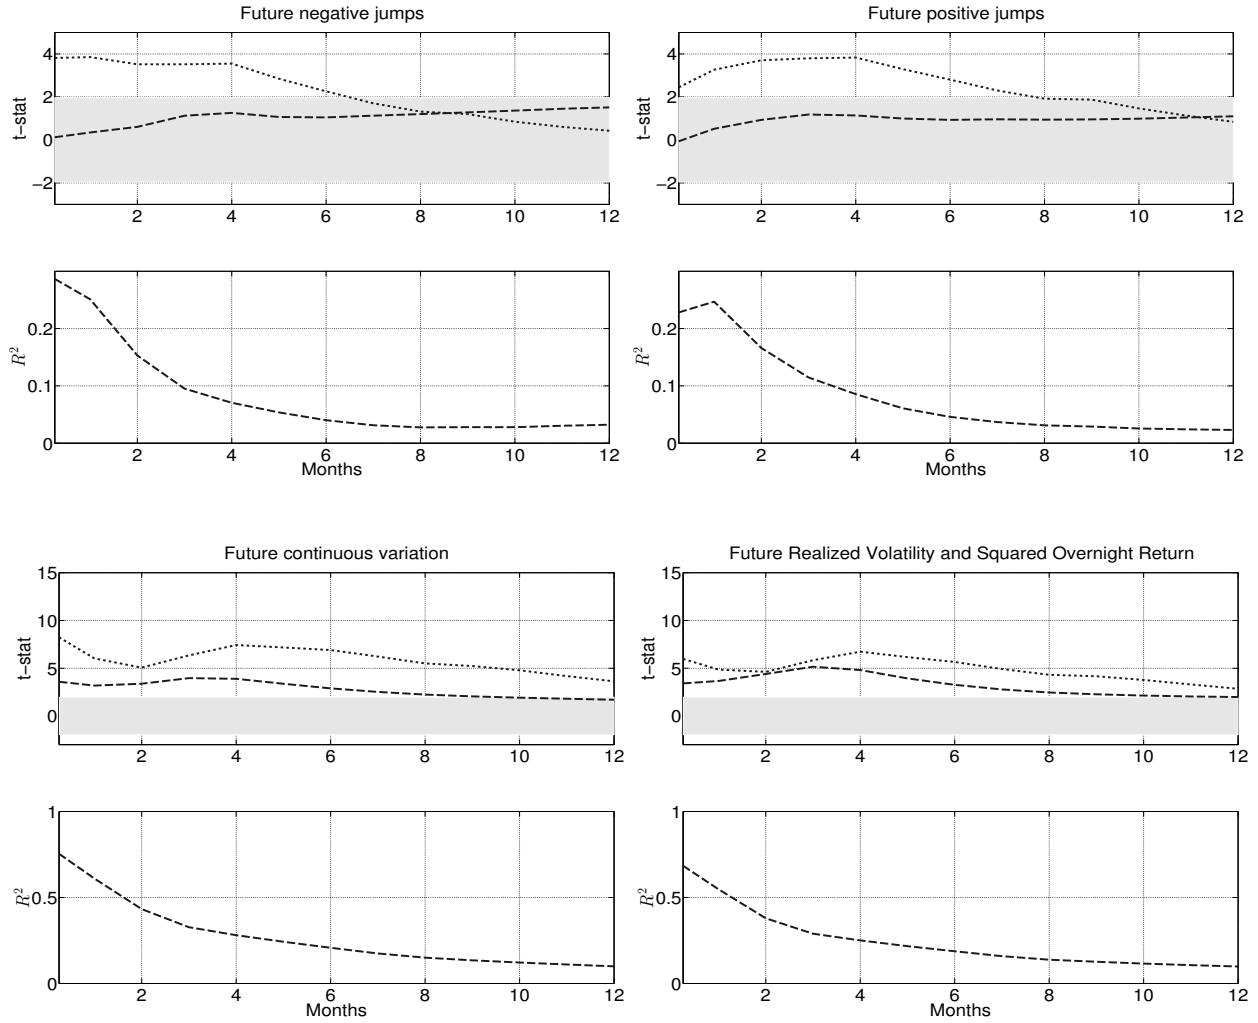 Future negative jumps
4
2
0
−2
t−stat
2 4 6 8 10 12
Future positive jumps
4
2
0
−2
t−stat
2 4 6 8 10 12
0.2
0.1
0
R²
2 4 6 8 10 12
Months
0.2
0.1
0
R²
2 4 6 8 10 12
Months
Future continuous variation
15
10
5
0
t−stat
2 4 6 8 10 12
Future Realized Volatility and Squared Overnight Return
15
10
5
0
t−stat
2 4 6 8 10 12
1
0.5
0
R²
2 4 6 8 10 12
Months
1
0.5
0
R²
2 4 6 8 10 12
Months